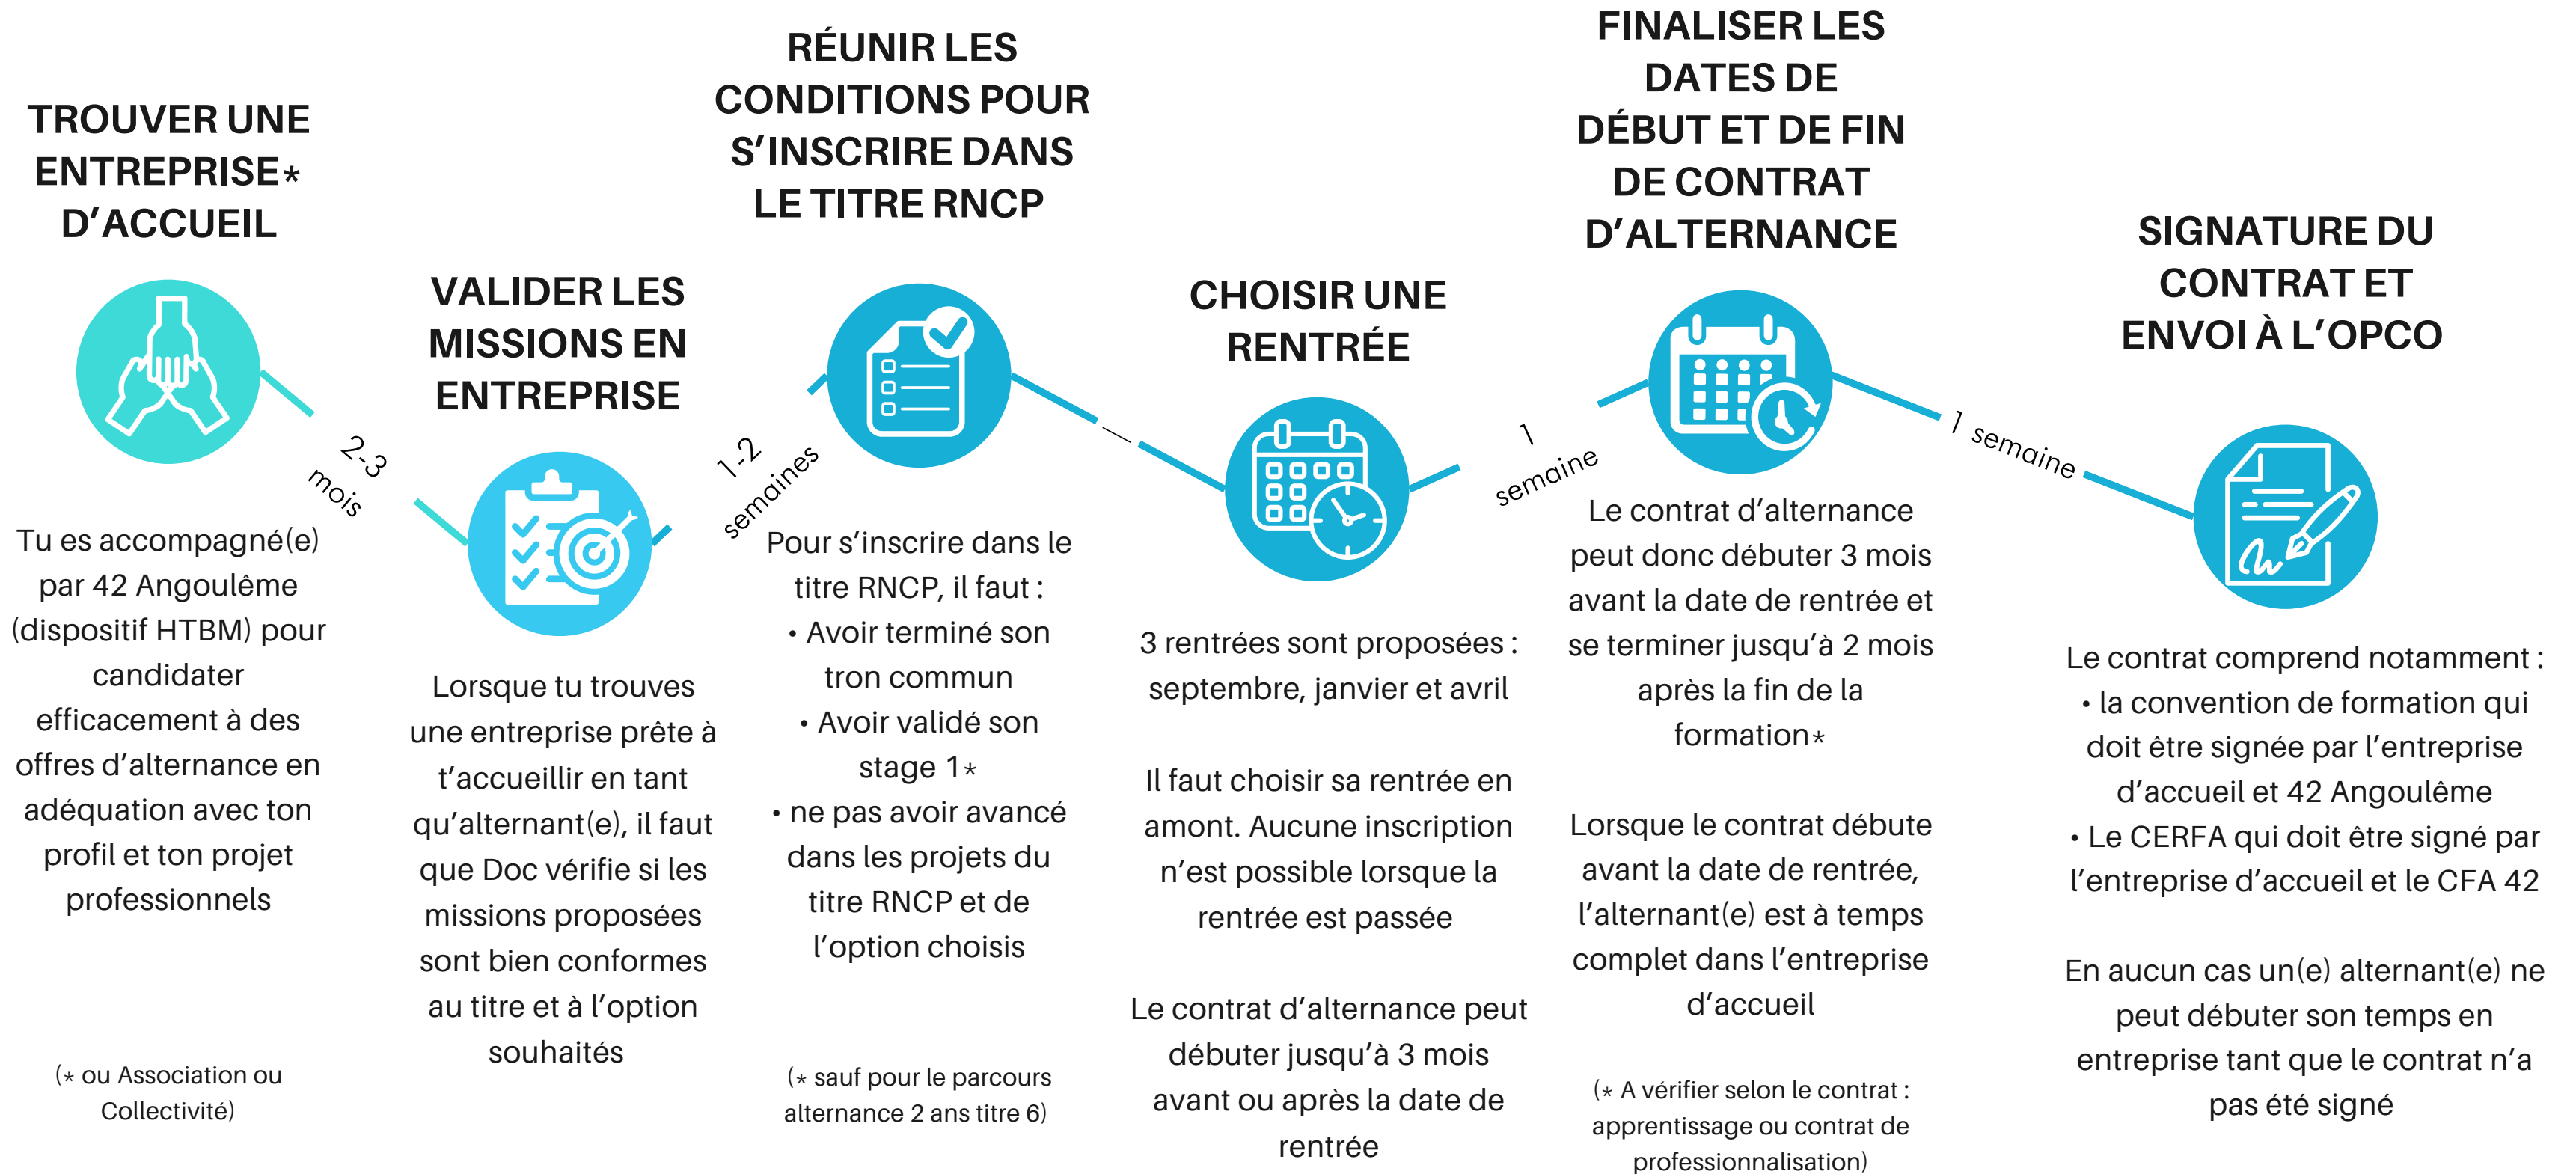 TROUVER UNE
ENTREPRISE*
D'ACCUEIL
Tu es accompagné(e)
par 42 Angoulême
(dispositif HTBM) pour
candidater
efficacement à des
offres d'alternance en
adéquation avec ton
profil et ton projet
professionnels
(* ou Association ou
Collectivité)
2-3
mois
VALIDER LES
MISSIONS EN
ENTREPRISE
Lorsque tu trouves
une entreprise prête à
t'accueillir en tant
qu'alternant(e), il faut
que Doc vérifie si les
missions proposées
sont bien conformes
au titre et à l'option
souhaités
1-2
semaines
RÉUNIR LES
CONDITIONS POUR
S'INSCRIRE DANS
LE TITRE RNCP
Pour s'inscrire dans le
titre RNCP, il faut :
• Avoir terminé son
tron commun
• Avoir validé son
stage 1*
• ne pas avoir avancé
dans les projets du
titre RNCP et de
l'option choisis
(* sauf pour le parcours
alternance 2 ans titre 6)
—
CHOISIR UNE
RENTRÉE
3 rentrées sont proposées :
septembre, janvier et avril
Il faut choisir sa rentrée en
amont. Aucune inscription
n'est possible lorsque la
rentrée est passée
Le contrat d'alternance peut
débuter jusqu'à 3 mois
avant ou après la date de
rentrée
1
semaine
FINALISER LES
DATES DE
DÉBUT ET DE FIN
DE CONTRAT
D'ALTERNANCE
Le contrat d'alternance
peut donc débuter 3 mois
avant la date de rentrée et
se terminer jusqu'à 2 mois
après la fin de la
formation*
Lorsque le contrat débute
avant la date de rentrée,
l'alternant(e) est à temps
complet dans l'entreprise
d'accueil
(* A vérifier selon le contrat :
apprentissage ou contrat de
professionnalisation)
1 semaine
SIGNATURE DU
CONTRAT ET
ENVOI À L'OPCO
Le contrat comprend notamment :
• la convention de formation qui
doit être signée par l'entreprise
d'accueil et 42 Angoulême
• Le CERFA qui doit être signé par
l'entreprise d'accueil et le CFA 42
En aucun cas un(e) alternant(e) ne
peut débuter son temps en
entreprise tant que le contrat n'a
pas été signé